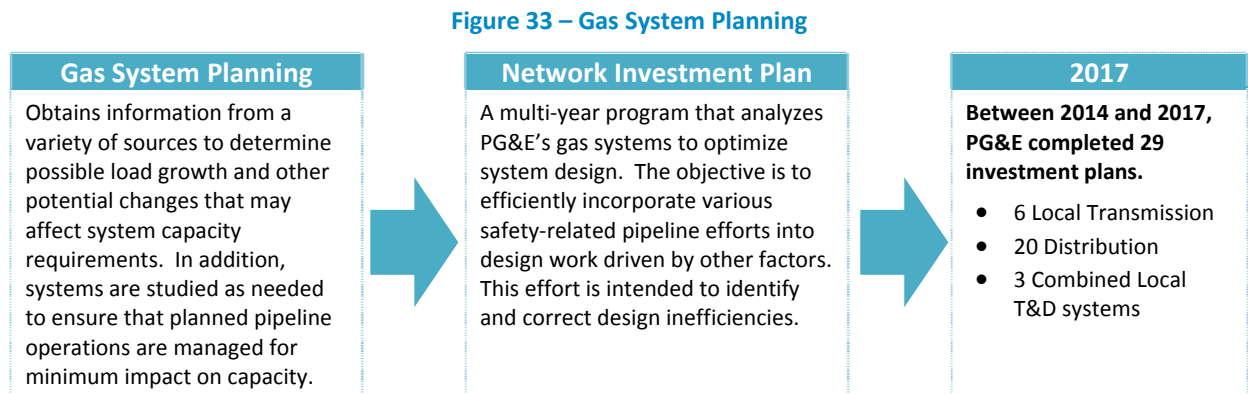 Figure 33 – Gas System Planning
Gas System Planning
Obtains information from a
variety of sources to determine
possible load growth and other
potential changes that may
affect system capacity
requirements.  In addition,
systems are studied as needed
to ensure that planned pipeline
operations are managed for
minimum impact on capacity.
Network Investment Plan
A multi-year program that analyzes
PG&E's gas systems to optimize
system design.  The objective is to
efficiently incorporate various
safety-related pipeline efforts into
design work driven by other factors.
This effort is intended to identify
and correct design inefficiencies.
2017
Between 2014 and 2017,
PG&E completed 29
investment plans.
• 6 Local Transmission
• 20 Distribution
• 3 Combined Local
T&D systems